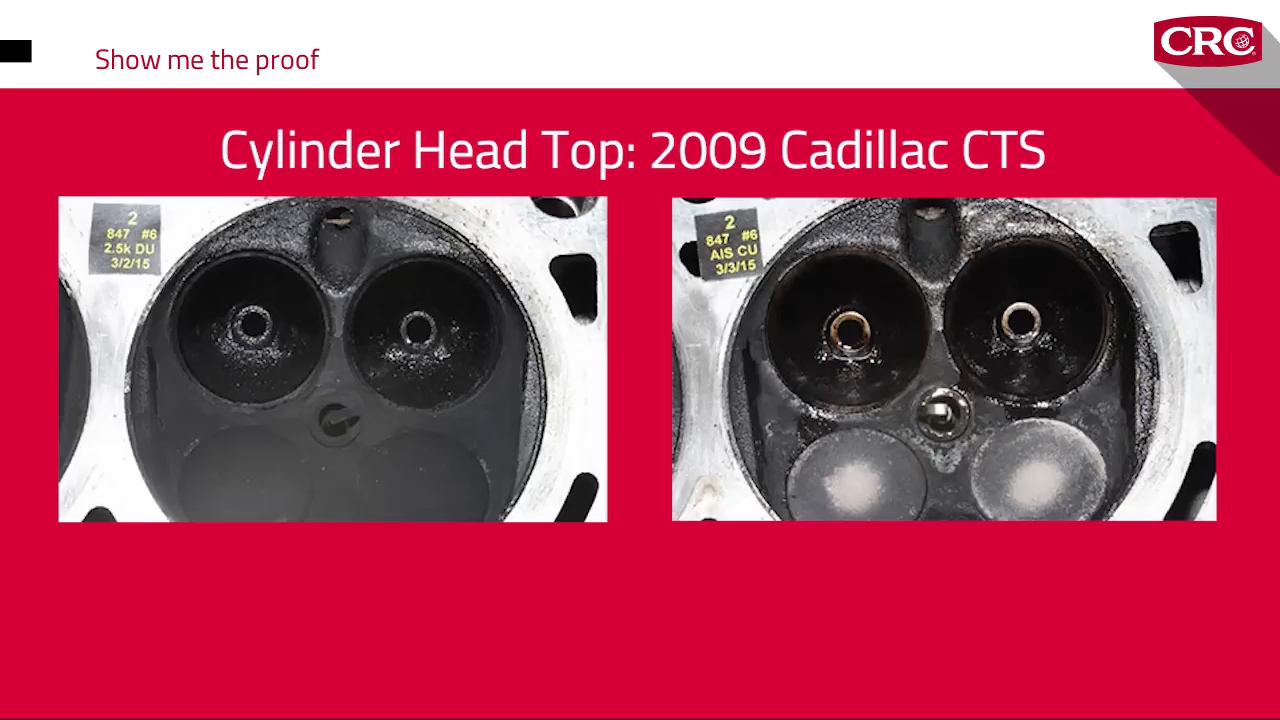 Show me the proof
CRC
Cylinder Head Top: 2009 Cadillac CTS
2
847 #6
2.5k DU
3/2/15
2
847 #6
AIS CU
3/3/15